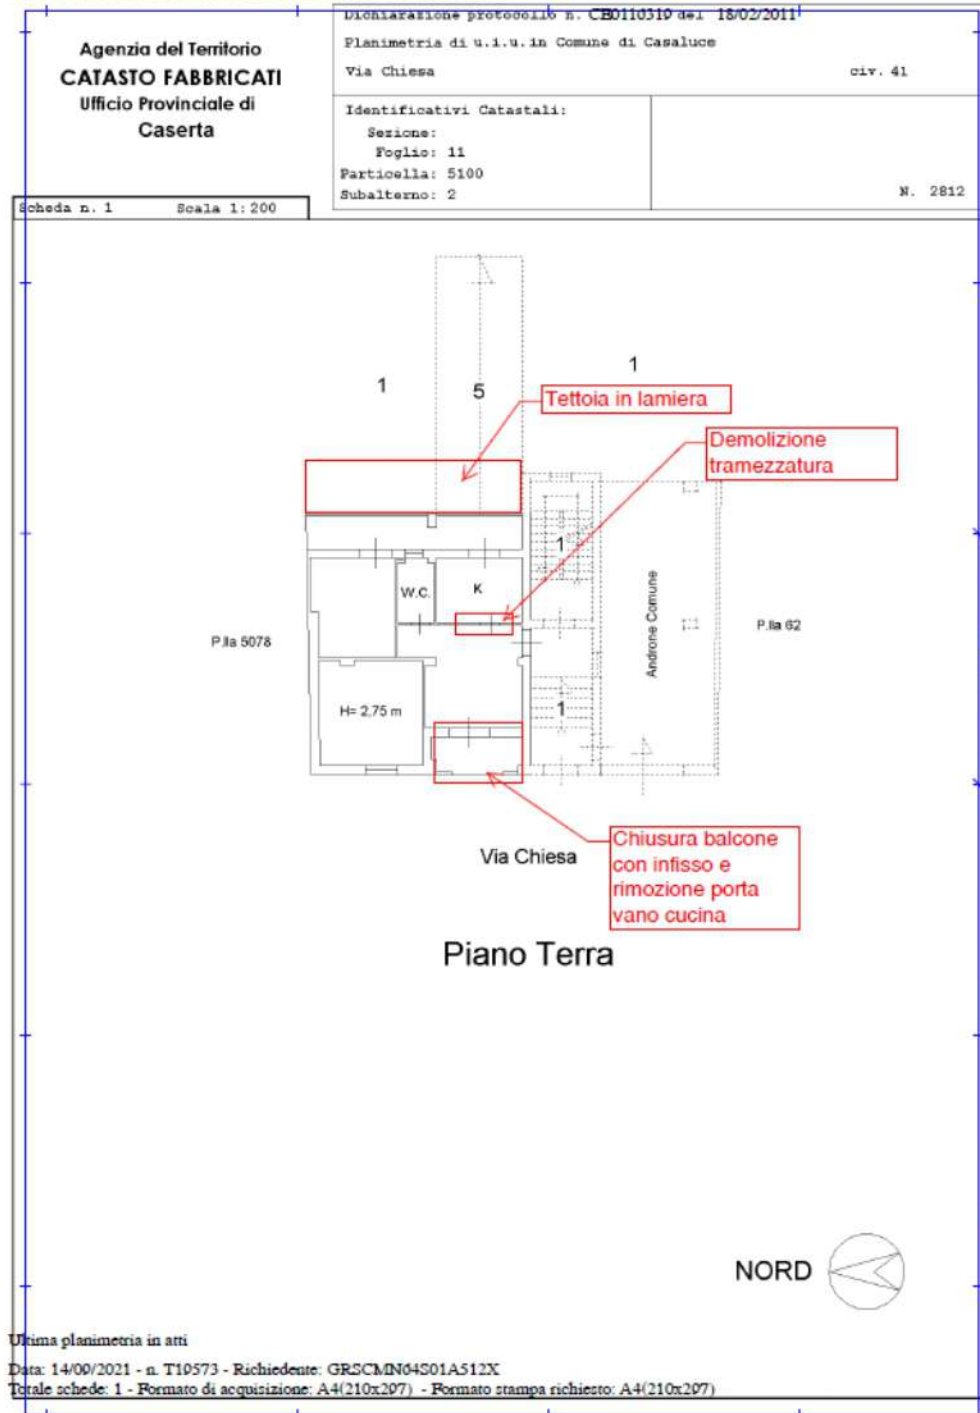 Dichiarazione protocollo n. CE0110319 del 18/02/2011
Agenzia del Territorio
CATASTO FABBRICATI
Ufficio Provinciale di
Caserta
Planimetria di u.i.u. in Comune di Casaluce
Via Chiesa civ. 41
Identificativi Catastali:
Sezione:
Foglio: 11
Particella: 5100
Subalterno: 2
N. 2812
Scheda n. 1 Scala 1:200
1
1
5
Tettoia in lamiera
Demolizione
tramezzatura
1
W.C.
K
Androne Comune
P.lla 5078
P.lla 62
H= 2,75 m
1
Via Chiesa
Chiusura balcone
con infisso e
rimozione porta
vano cucina
Piano Terra
NORD
Ultima planimetria in atti
Data: 14/09/2021 - n. T19573 - Richiedente: GRSCMN64S01A512X
Totale schede: 1 - Formato di acquisizione: A4(210x297) - Formato stampa richiesto: A4(210x297)